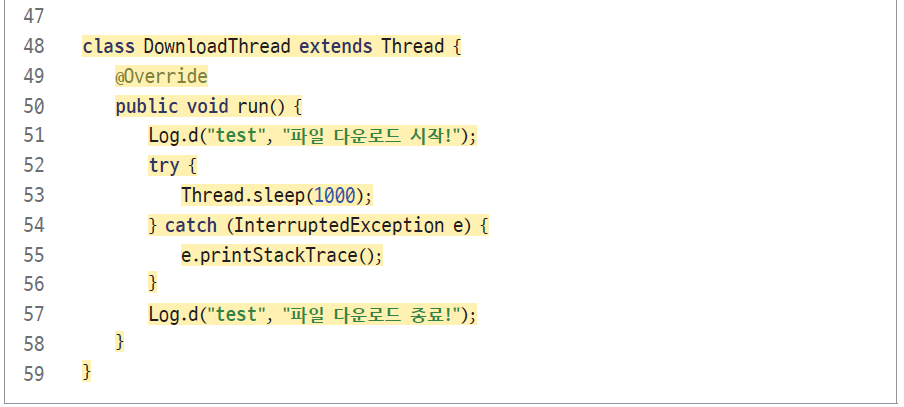 47
48 class DownloadThread extends Thread {
49 @Override
50 public void run() {
51 Log.d("test", "파일 다운로드 시작!");
52 try {
53 Thread.sleep(1000);
54 } catch (InterruptedException e) {
55 e.printStackTrace();
56 }
57 Log.d("test", "파일 다운로드 종료!");
58 }
59 }